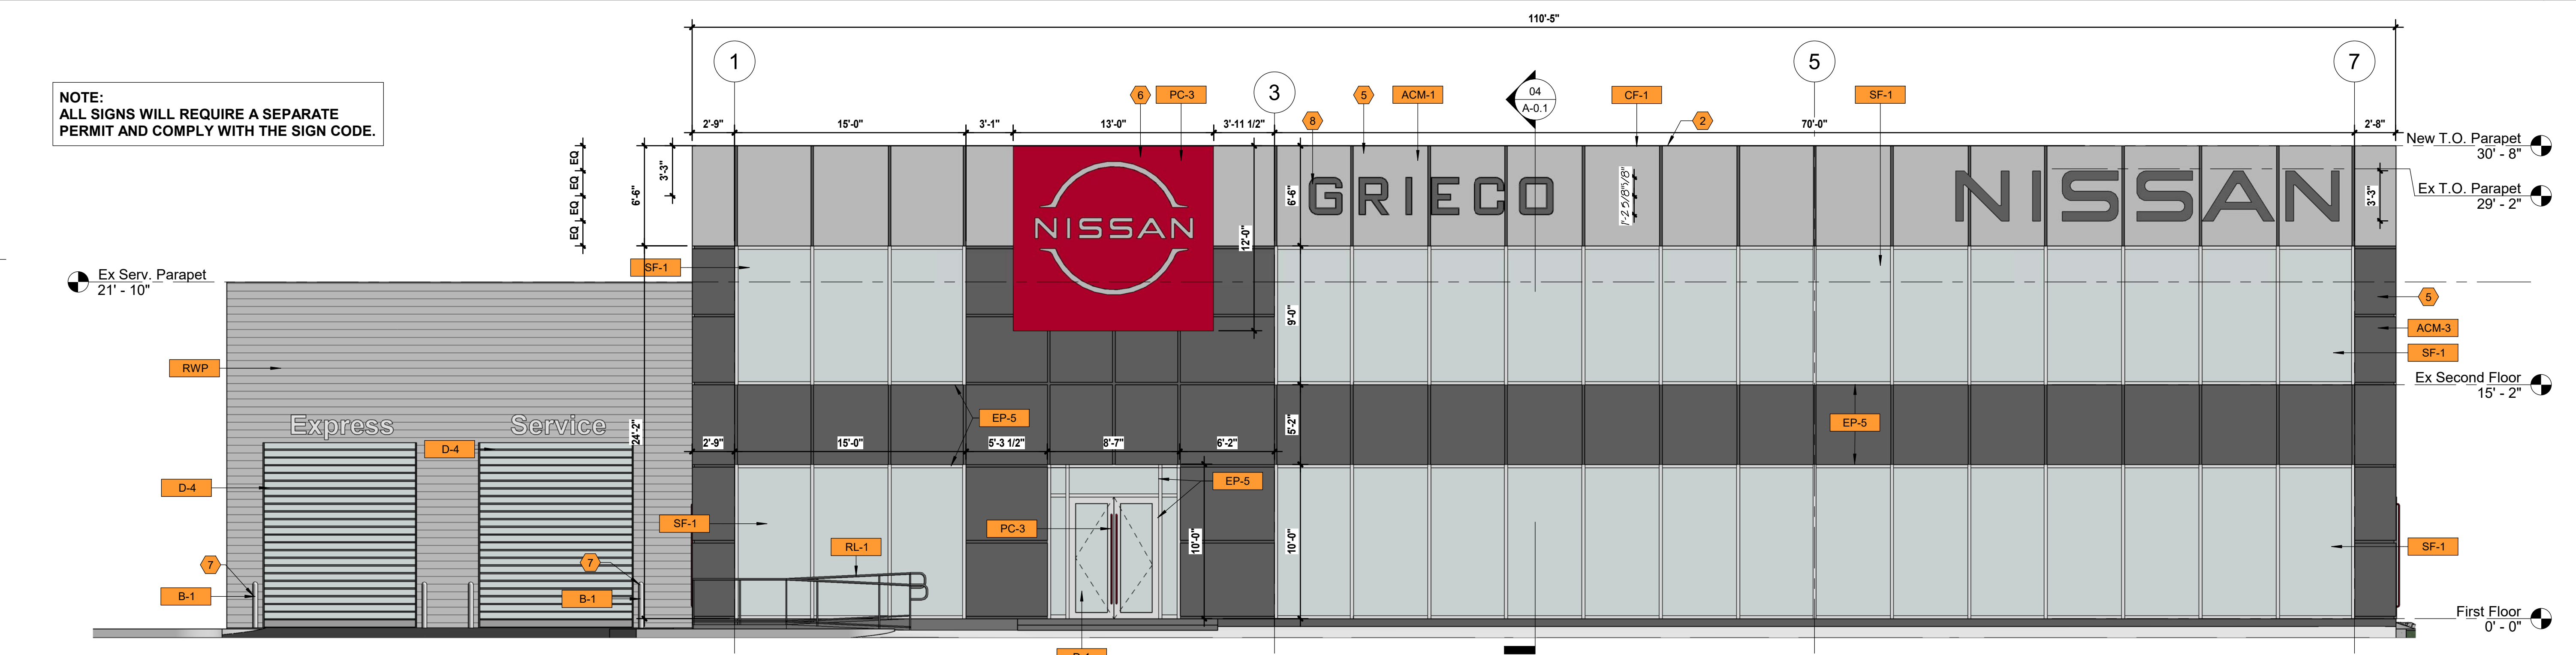 110'-5"
1
3
5
7
NOTE:
ALL SIGNS WILL REQUIRE A SEPARATE
PERMIT AND COMPLY WITH THE SIGN CODE.
6
PC-3
8
5
ACM-1
04
A-0.1
CF-1
2
SF-1
2'-9"
15'-0"
3'-1"
13'-0"
3'-11 1/2"
70'-0"
2'-8"
New T.O. Parapet
30' - 8"
Ex T.O. Parapet
29' - 2"
EQ
EQ
EQ
EQ
6'-6"
3'-3"
NISSAN
12'-0"
6'-6"
GRIECO
NISSAN
3'-3"
Ex Serv. Parapet
21' - 10"
SF-1
9'-0"
5
ACM-3
SF-1
RWP
Ex Second Floor
15' - 2"
Express
Service
24'-2"
EP-5
EP-5
5'-2"
D-4
D-4
2'-9"
15'-0"
5'-3 1/2"
8'-7"
6'-2"
EP-5
SF-1
PC-3
10'-0"
10'-0"
RL-1
SF-1
7
7
B-1
B-1
First Floor
0' - 0"